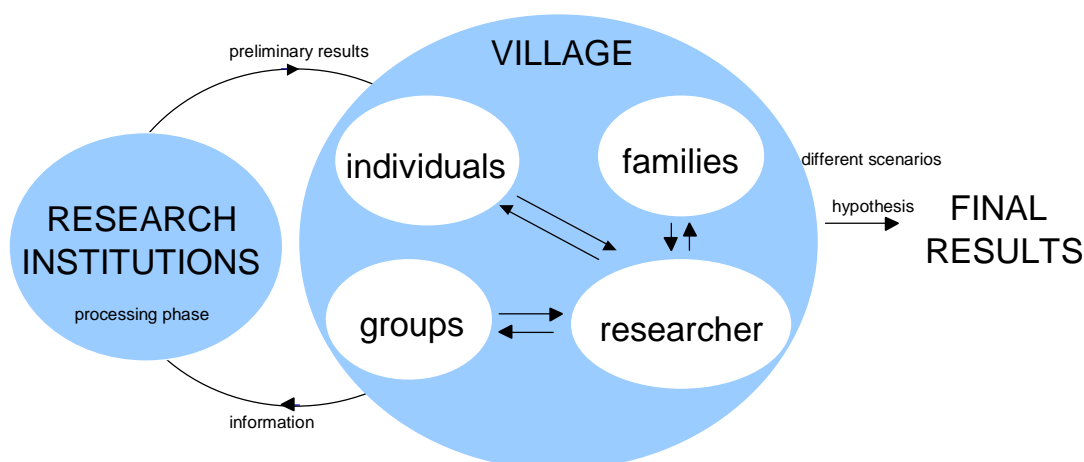 preliminary results
VILLAGE
individuals
families
different scenarios
RESEARCH
INSTITUTIONS
processing phase
hypothesis
FINAL
RESULTS
groups
researcher
information